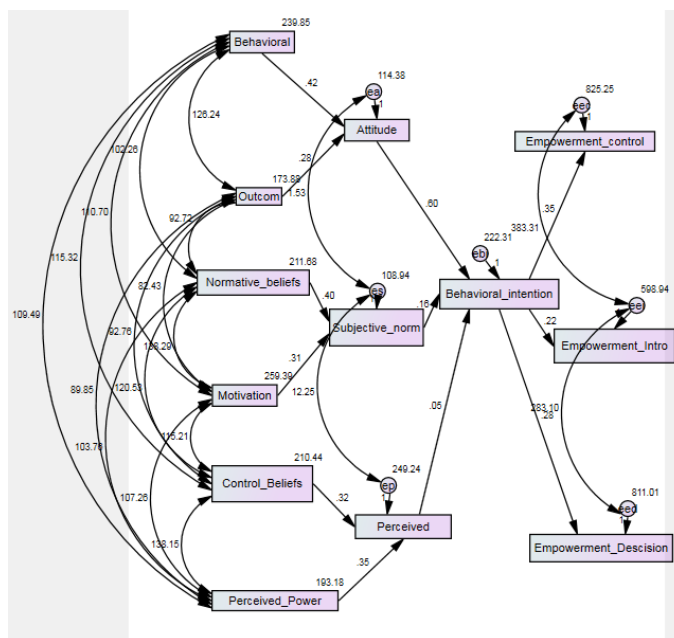 239.85
Behavioral
114.38
ea
825.25
eec
.42
1
1
126.24
Attitude
Empowerment_control
102.26
.28
173.88
1.53
Outcom
110.70
92.72
.60
.35
383.31
115.32
211.68
222.31
eb
108.94
598.94
82.43
Normative_beliefs
es
1
eei
109.49
.40
.16
Behavioral_intention
92.76
Subjective_norm
.22
Empowerment_Intro
.31
259.39
89.85
120.53
Motivation
12.25
.05
283.10
.28
103.76
115.21
210.44
249.24
107.26
Control_Beliefs
ep
811.01
.32
1
eed
Perceived
1
138.15
Empowerment_Descision
.35
193.18
Perceived_Power